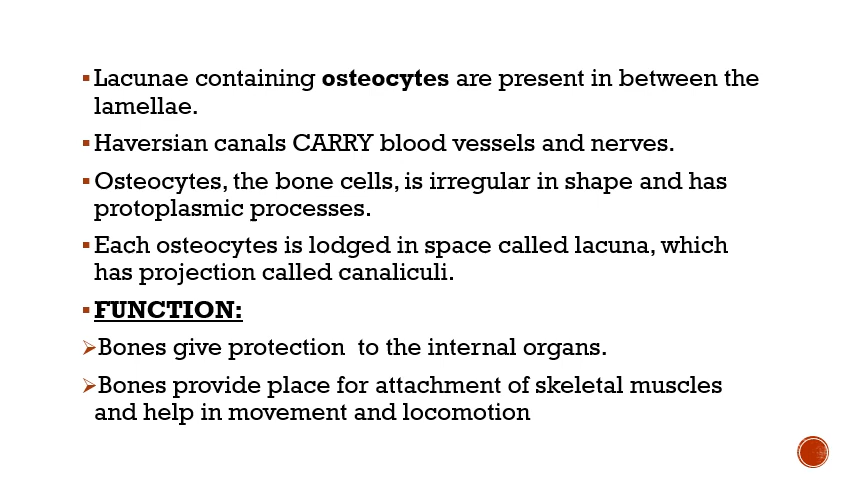 ▪Lacunae containing osteocytes are present in between the
lamellae.
▪Haversian canals CARRY blood vessels and nerves.
▪Osteocytes, the bone cells, is irregular in shape and has
protoplasmic processes.
▪Each osteocytes is lodged in space called lacuna, which
has projection called canaliculi.
▪FUNCTION:
➢Bones give protection  to the internal organs.
➢Bones provide place for attachment of skeletal muscles
and help in movement and locomotion